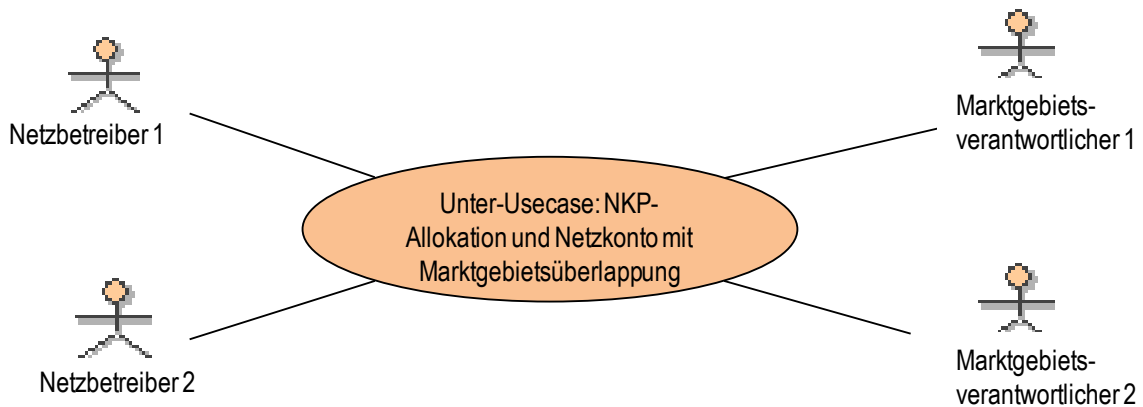 Netzbetreiber 1
Marktgebiets-
verantwortlicher 1
Unter-Usecase: NKP-
Allokation und Netzkonto mit
Marktgebietsüberlappung
Netzbetreiber 2
Marktgebiets-
verantwortlicher 2